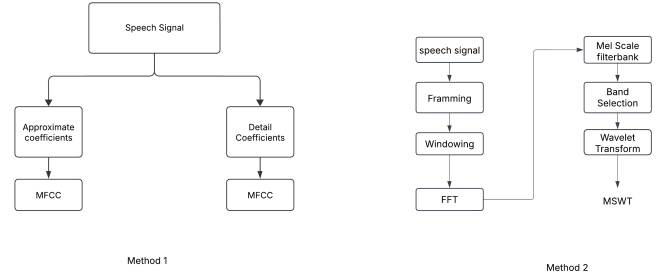 Speech Signal
Approximate
coefficients
Detail
Coefficients
MFCC
MFCC
Method 1
speech signal
Framming
Windowing
FFT
Mel Scale
filterbank
Band
Selection
Wavelet
Transform
MSWT
Method 2